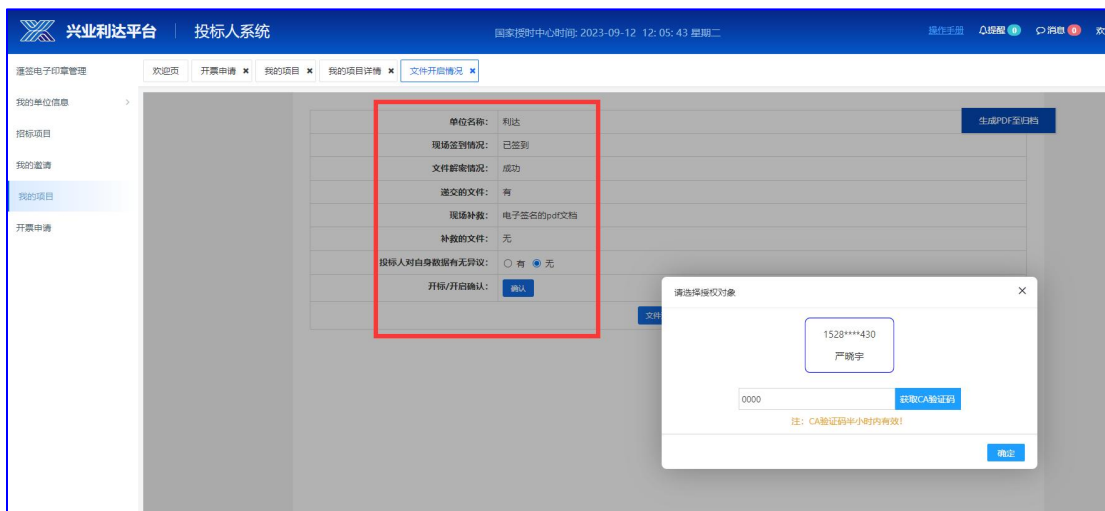 兴业利达平台 投标人系统 国家授时中心时间: 2023-09-12 12: 05: 43 星期二 操作手册 提醒 0 消息 0 欢
滙签电子印章管理 欢迎页 开票申请 × 我的项目 × 我的项目详情 × 文件开启情况 ×
我的单位信息 >
招标项目
我的邀请
我的项目
开票申请
生成PDF至归档
单位名称: 利达
现场签到情况: 已签到
文件解密情况: 成功
递交的文件: 有
现场补救: 电子签名的pdf文档
补救的文件: 无
投标人对自身数据有无异议: 有 无
开标/开启确认: 确认
文件
请选择授权对象 ×
1528****430
严晓宇
0000 获取CA验证码
注: CA验证码半小时内有效!
确定